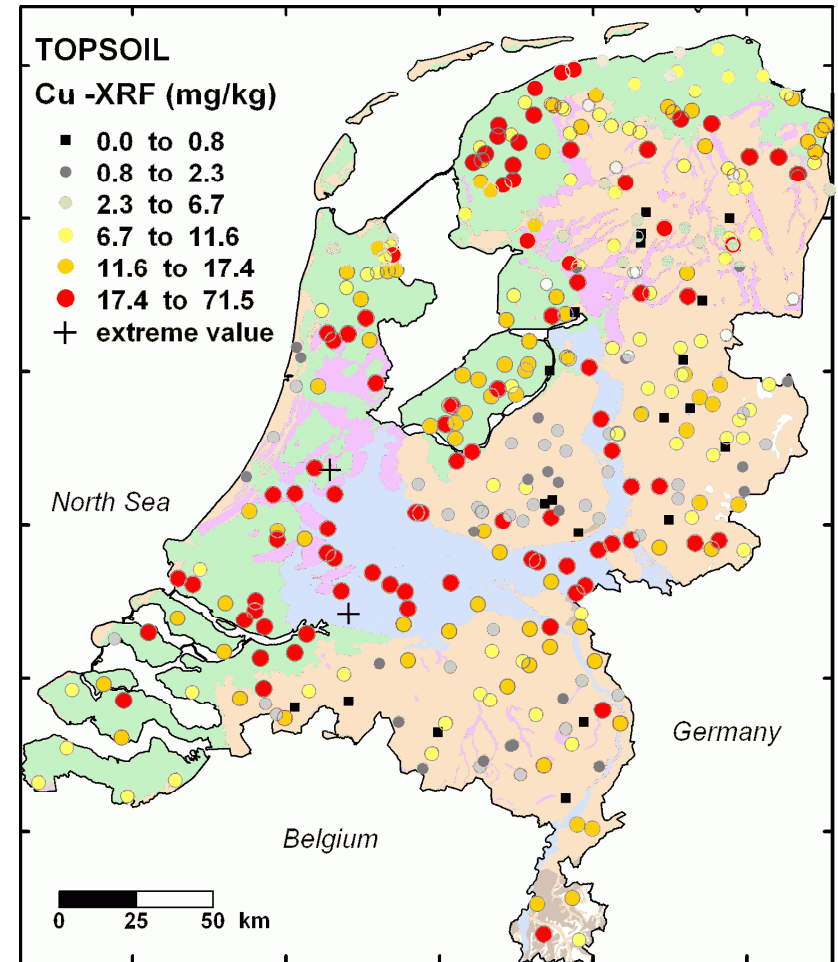 TOPSOIL
Cu -XRF (mg/kg)
0.0 to 0.8
0.8 to 2.3
2.3 to 6.7
6.7 to 11.6
11.6 to 17.4
17.4 to 71.5
extreme value
North Sea
Germany
Belgium
0 25 50 km